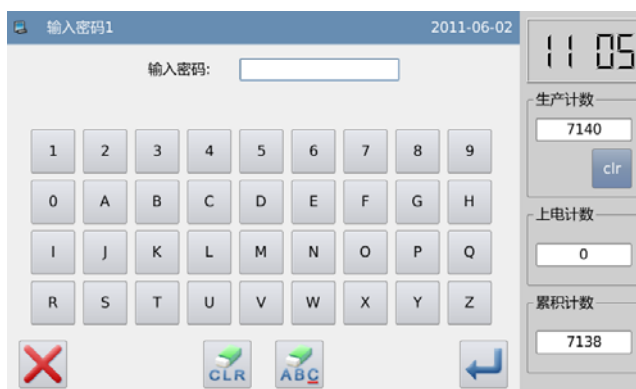 输入密码1 2011-06-02
输入密码:
1 2 3 4 5 6 7 8 9
0 A B C D E F G H
I J K L M N O P Q
R S T U V W X Y Z
CLR ABC
11 05
生产计数
7140
clr
上电计数
0
累积计数
7138